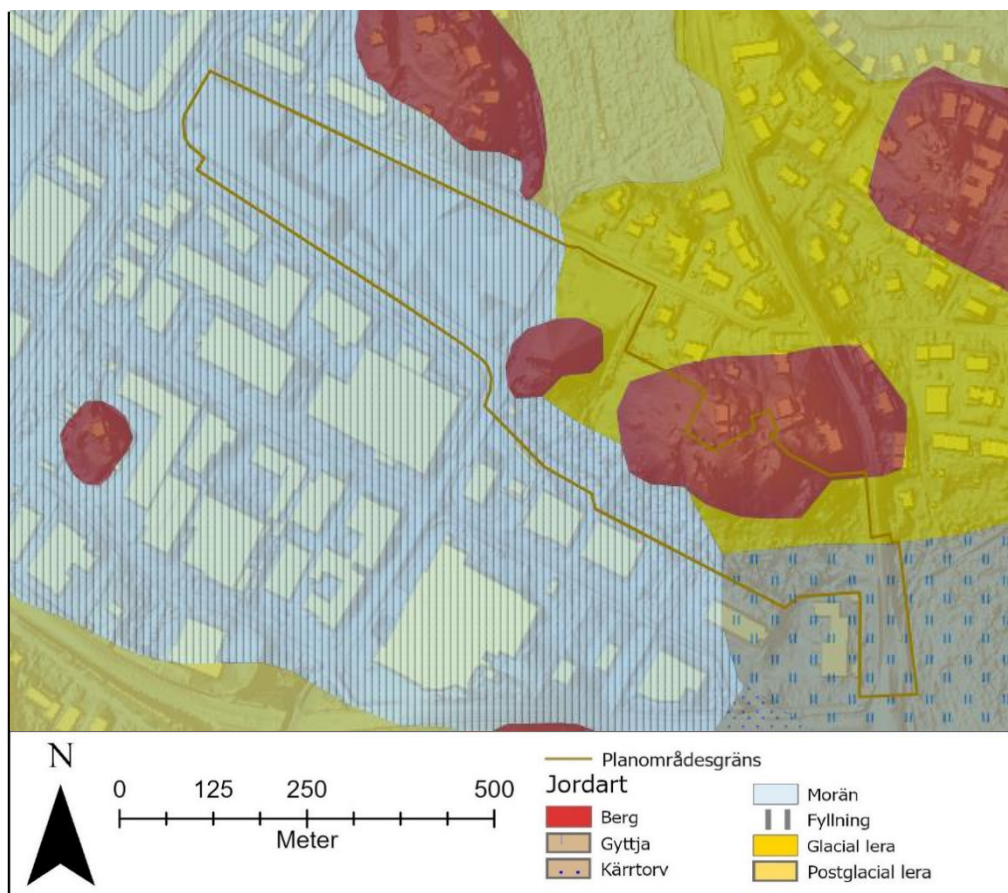 N
0 125 250 500
Meter
Planområdesgräns
Jordart
Berg
Gyttja
Kärrtorv
Morän
Fyllning
Glacial lera
Postglacial lera